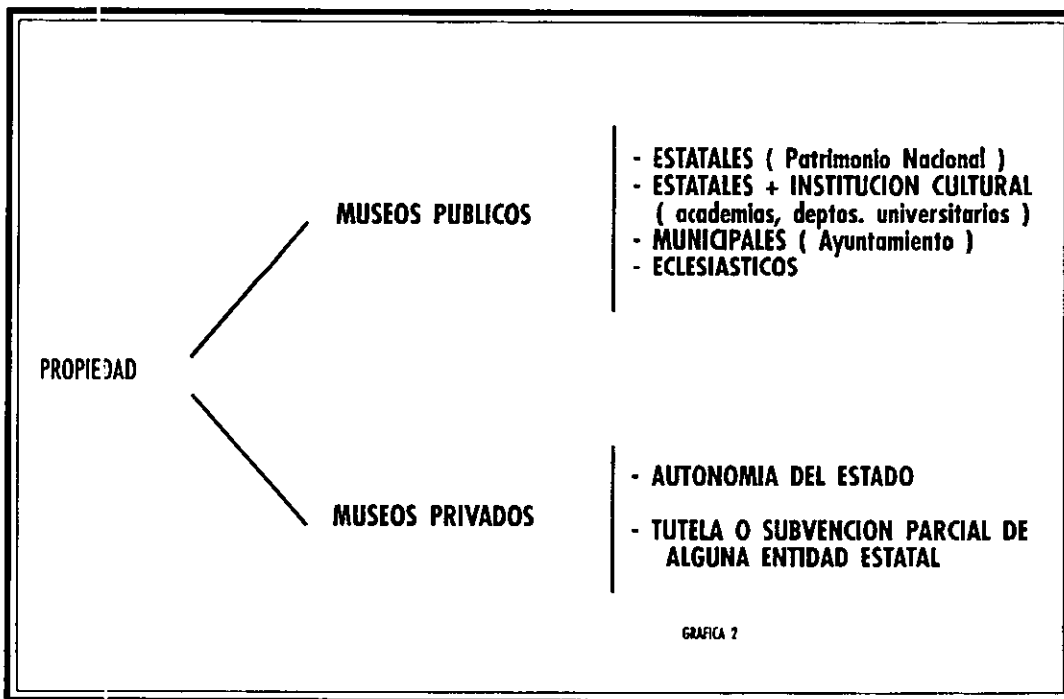 PROPIEDAD
MUSEOS PUBLICOS
- ESTATALES ( Patrimonio Nacional )
- ESTATALES + INSTITUCION CULTURAL
( academias, deptos. universitarios )
- MUNICIPALES ( Ayuntamiento )
- ECLESIASTICOS
MUSEOS PRIVADOS
- AUTONOMIA DEL ESTADO
- TUTELA O SUBVENCION PARCIAL DE
ALGUNA ENTIDAD ESTATAL
GRAFICA 2